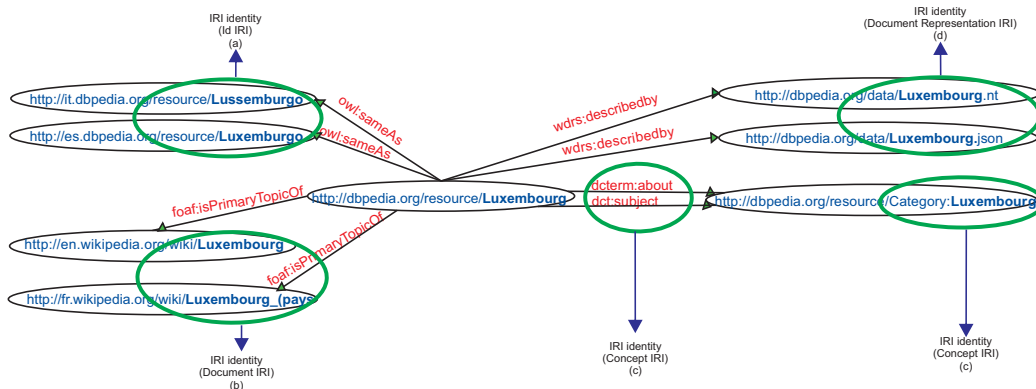 IRI identity
(Id IRI)
(a)
IRI identity
(Document Representation IRI)
(d)
http://it.dbpedia.org/resource/Lussemburgo
http://es.dbpedia.org/resource/Luxemburgo
owl:sameAs
owl:sameAs
wdrs:describedby
wdrs:describedby
http://dbpedia.org/data/Luxembourg.nt
http://dbpedia.org/data/Luxembourg.json
foaf:isPrimaryTopicOf
foaf:isPrimaryTopicOf
http://dbpedia.org/resource/Luxembourg
dcterm:about
dct:subject
http://dbpedia.org/resource/Category:Luxembourg
http://en.wikipedia.org/wiki/Luxembourg
http://fr.wikipedia.org/wiki/Luxembourg_(pays
IRI identity
(Document IRI)
(b)
IRI identity
(Concept IRI)
(c)
IRI identity
(Concept IRI)
(c)